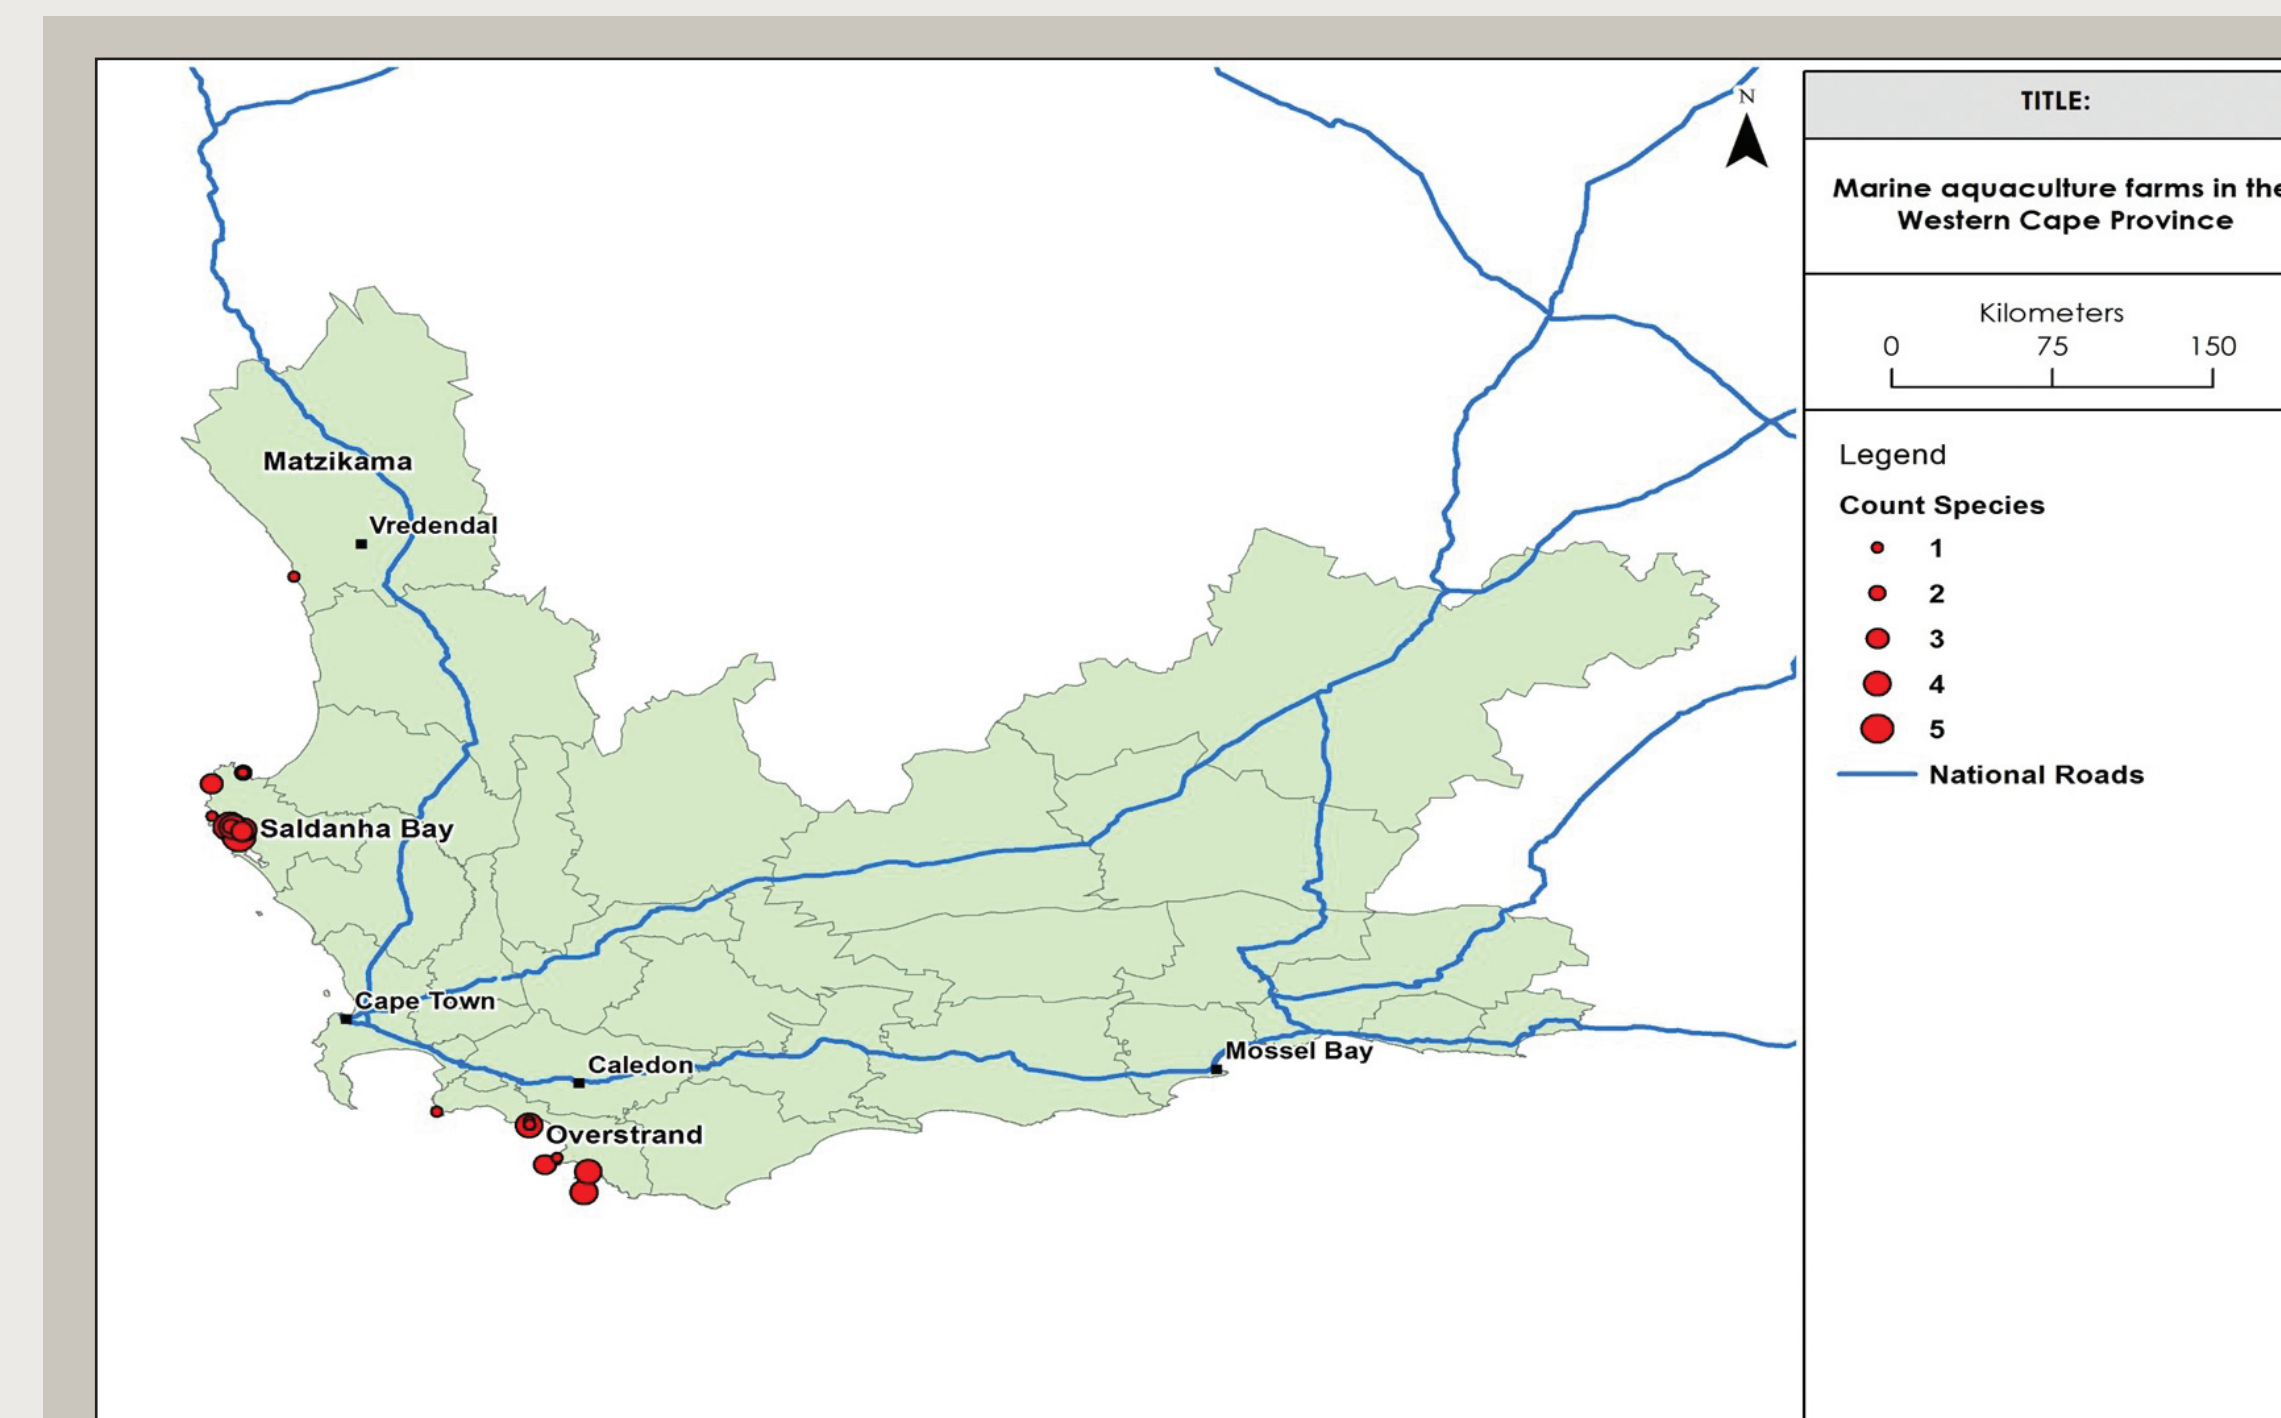 N
Matzikama
Vredendal
Saldanha Bay
Cape Town
Caledon
Mossel Bay
Overstrand
TITLE:
Marine aquaculture farms in the
Western Cape Province
Kilometers
0 75 150
Legend
Count Species
1
2
3
4
5
National Roads